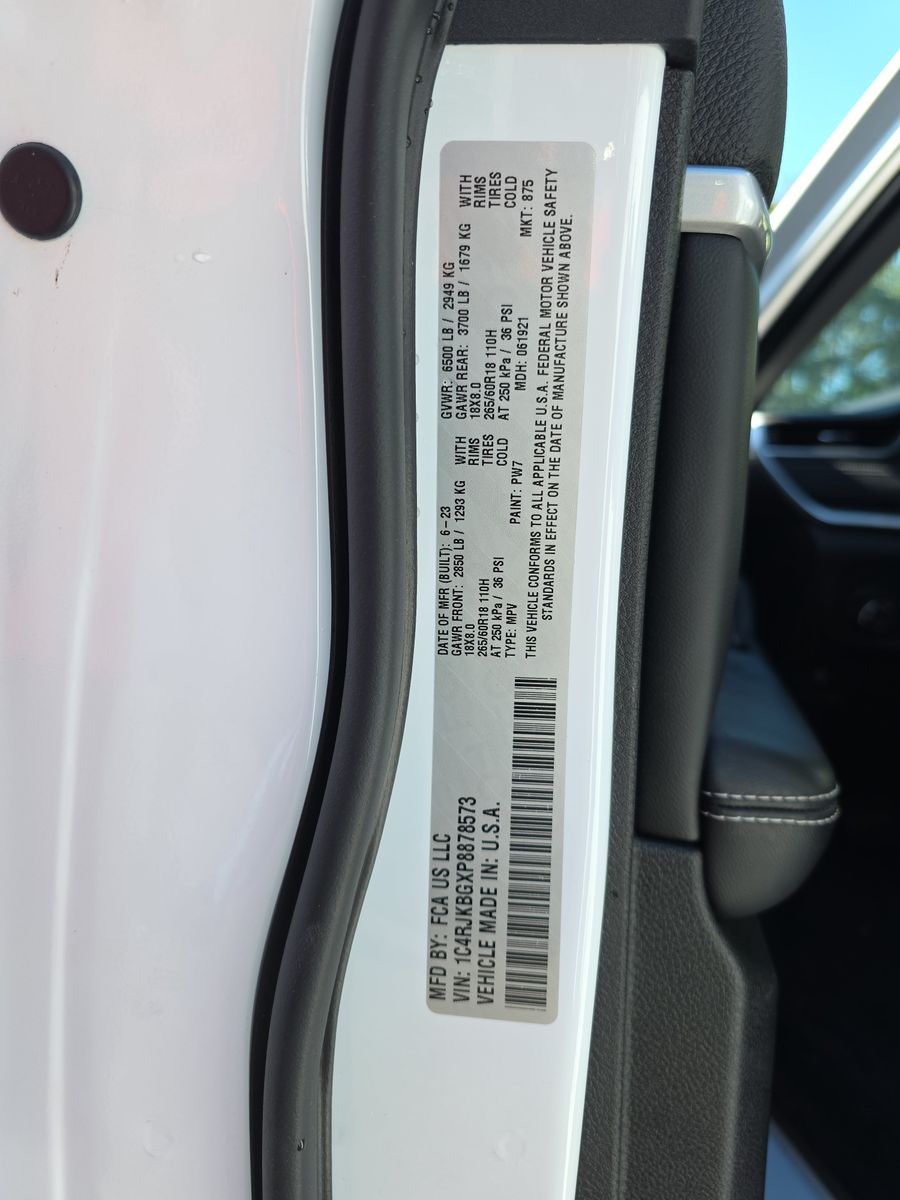 MFD BY: FCA US LLC
VIN: 1C4RJKBGXP8878573
VEHICLE MADE IN: U.S.A.
DATE OF MFR (BUILT): 6-23 GVWR: 6500 LB / 2949 KG
GAWR FRONT: 2850 LB / 1293 KG WITH GAWR REAR: 3700 LB / 1679 KG WITH
18X8.0 RIMS 18X8.0 RIMS
265/60R18 110H TIRES 265/60R18 110H TIRES
AT 250 kPa / 36 PSI COLD AT 250 kPa / 36 PSI COLD
TYPE: MPV PAINT: PW7 MDH: 061921 MKT: 875
THIS VEHICLE CONFORMS TO ALL APPLICABLE U.S.A. FEDERAL MOTOR VEHICLE SAFETY
STANDARDS IN EFFECT ON THE DATE OF MANUFACTURE SHOWN ABOVE.